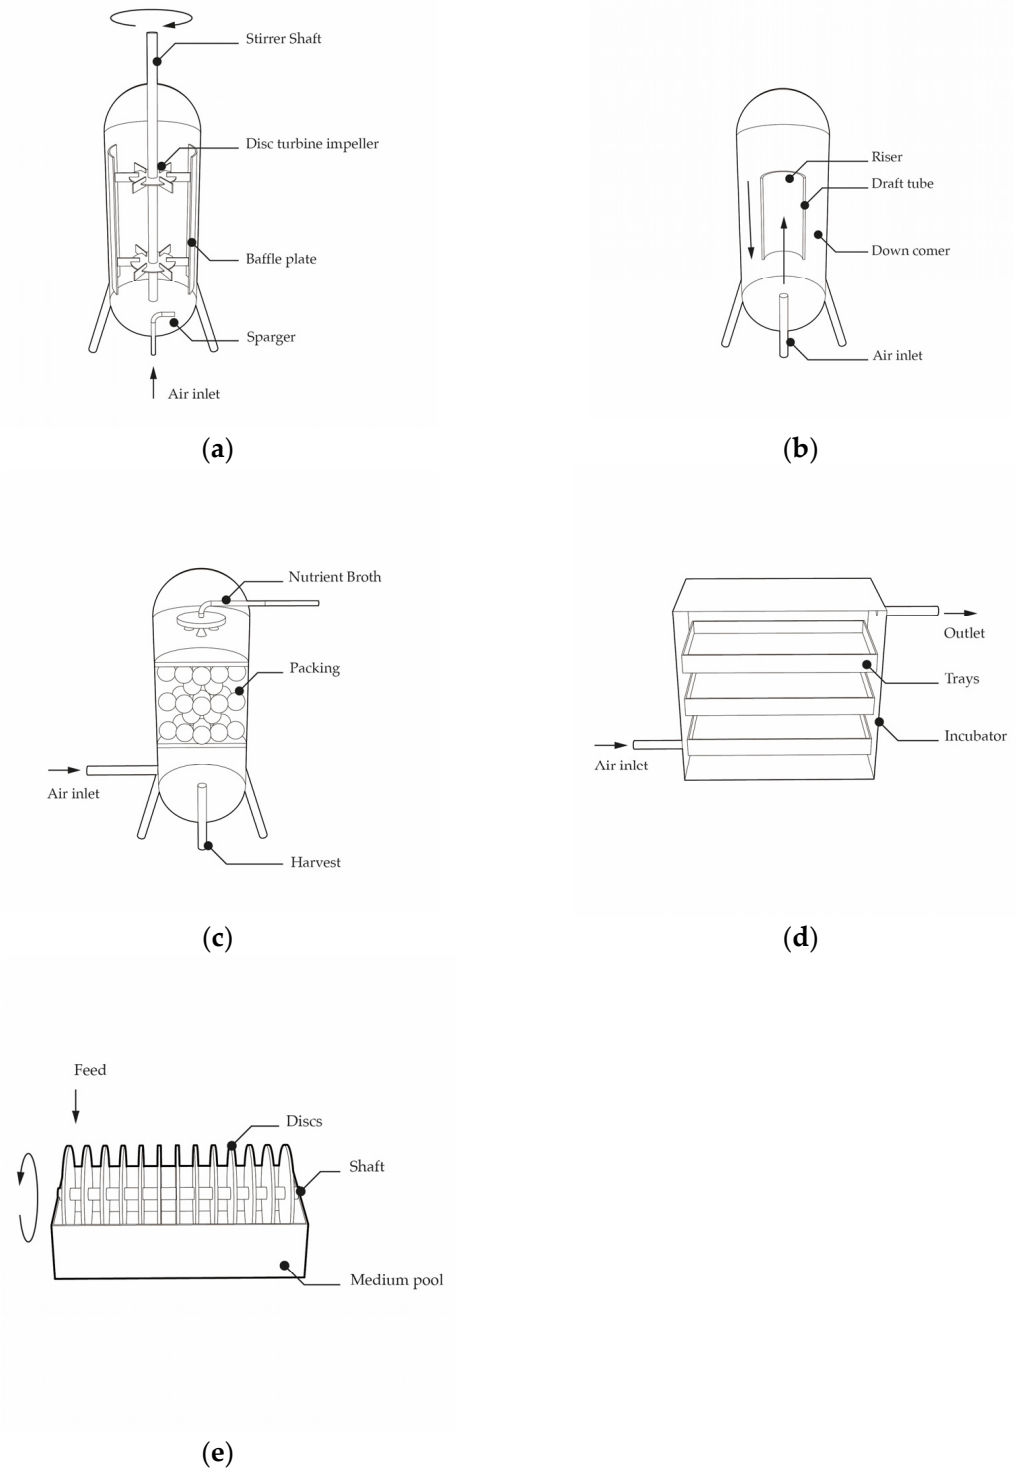 Stirrer Shaft
Disc turbine impeller
Baffle plate
Sparger
Air inlet
(a)
Riser
Draft tube
Down comer
Air inlet
(b)
Nutrient Broth
Packing
Air inlet
Harvest
(c)
Outlet
Trays
Incubator
Air inlet
(d)
Feed
Discs
Shaft
Medium pool
(e)